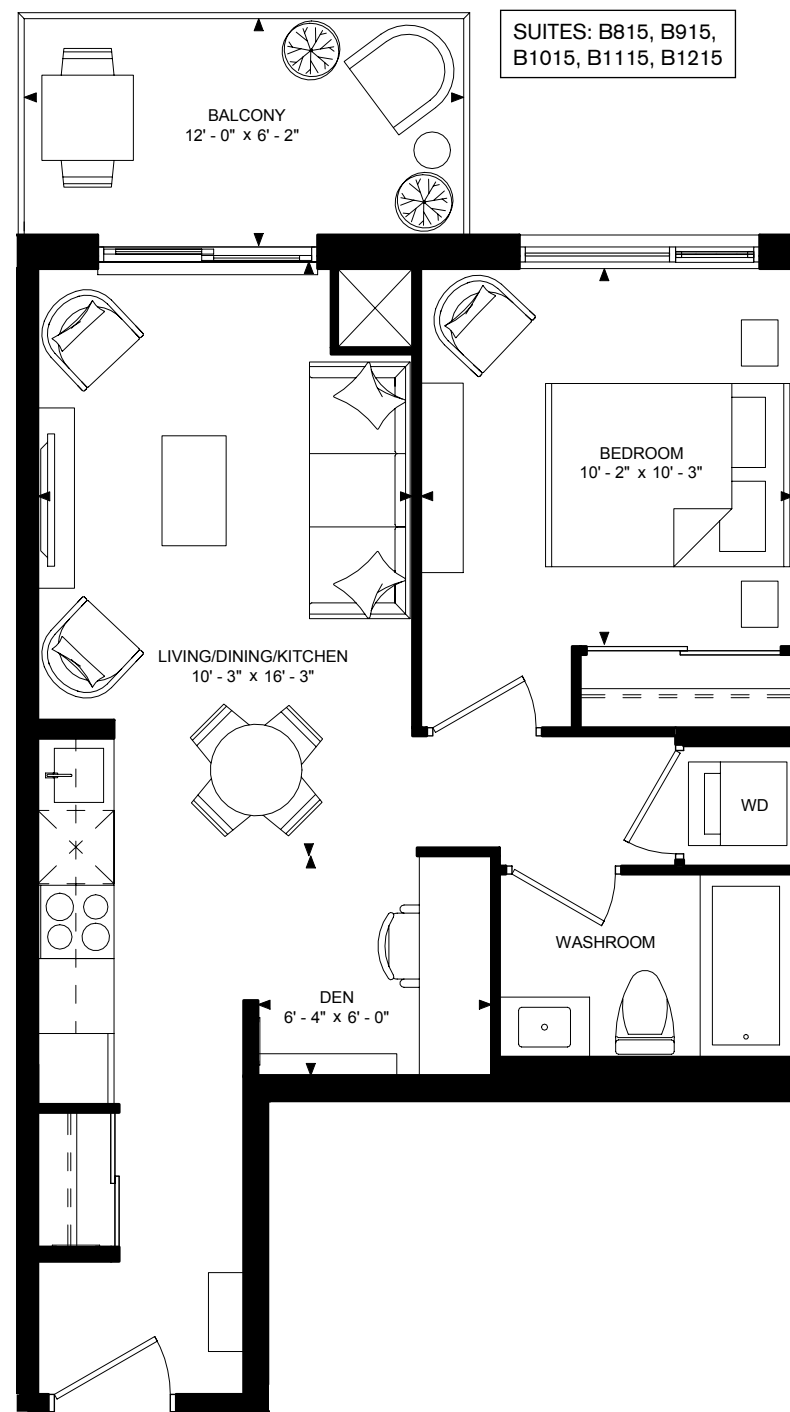 SUITES: B815, B915,
B1015, B1115, B1215
BALCONY
12' - 0" x 6' - 2"
BEDROOM
10' - 2" x 10' - 3"
LIVING/DINING/KITCHEN
10' - 3" x 16' - 3"
WD
WASHROOM
DEN
6' - 4" x 6' - 0"